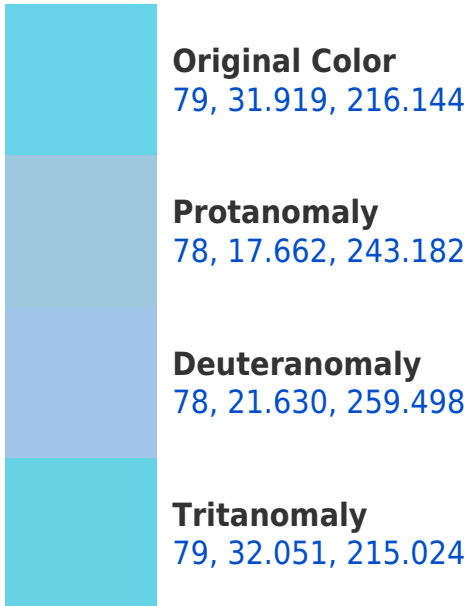 Original Color
79, 31.919, 216.144
Protanomaly
78, 17.662, 243.182
Deuteranomaly
78, 21.630, 259.498
Tritanomaly
79, 32.051, 215.024